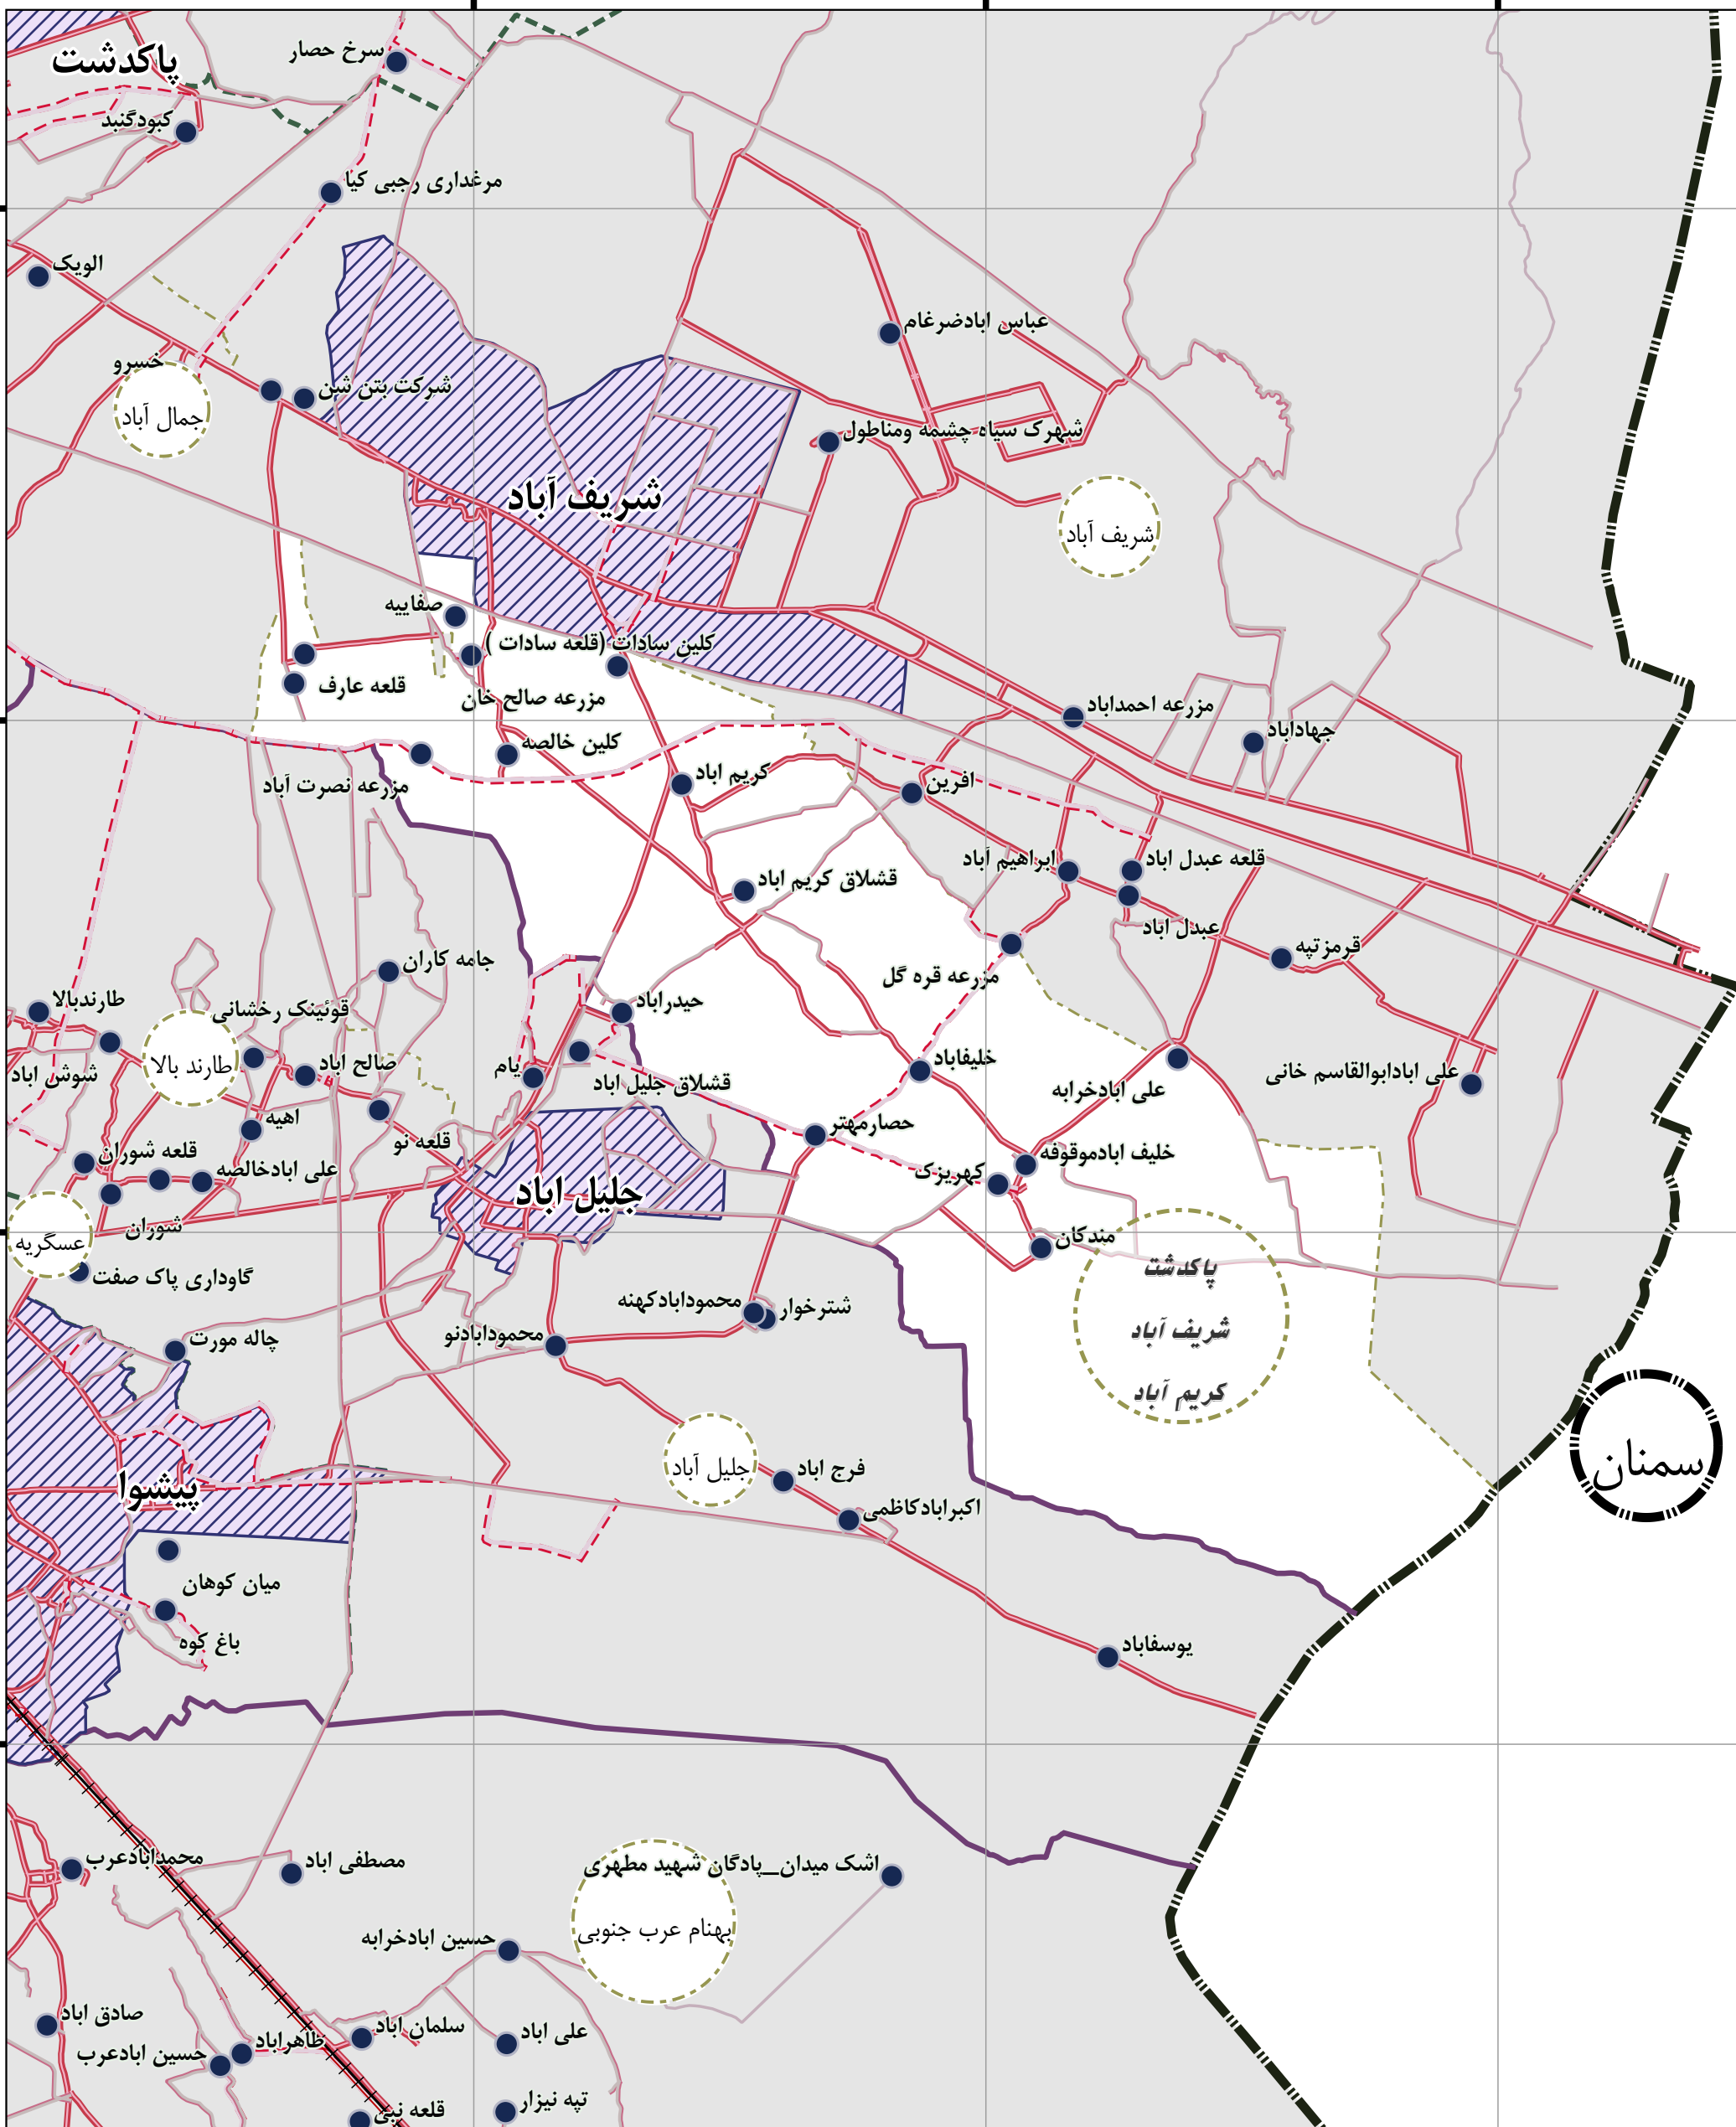 پاکدشت
سرخ حصار
کبودگنبد
مرغداری رجبی کیا
الویک
عباس ابادضرغام
خسرو
شرکت بتن شن
جمال آباد
شهرک سیاه چشمه ومناطول
شریف آباد
شریف آباد
صفاییه
کلین سادات (قلعه سادات )
قلعه عارف
مزرعه صالح خان
مزرعه احمداباد
جهاداباد
کلین خالصه
کریم اباد
مزرعه نصرت آباد
افرین
ابراهیم آباد
قلعه عبدل اباد
قشلاق کریم اباد
عبدل اباد
قرمزتپه
جامه کاران
مزرعه قره گل
طارندبالا
قوئینک رخشانی
حیدراباد
طارند بالا
صالح اباد
شوش اباد
یام
قشلاق جلیل اباد
خلیفاباد
علی ابادخرابه
علی ابادابوالقاسم خانی
اهیه
قلعه نو
حصارمهتر
قلعه شوران
علی ابادخالصه
خلیف ابادموقوفه
کهریزک
جلیل اباد
شوران
عسگریه
مندکان
گاوداری پاک صفت
پاکدشت
شریف آباد
کریم آباد
محمودابادکهنه
شترخوار
چاله مورت
محمودابادنو
سمنان
جلیل آباد
فرج اباد
پیشوا
اکبرابادکاظمی
میان کوهان
باغ کوه
یوسفاباد
محمدابادعرب
مصطفی اباد
اشک میدان_پادگان شهید مطهری
بهنام عرب جنوبی
حسین ابادخرابه
صادق اباد
سلمان اباد
علی اباد
طاهراباد
حسین ابادعرب
تپه نیزار
قلعه نبی